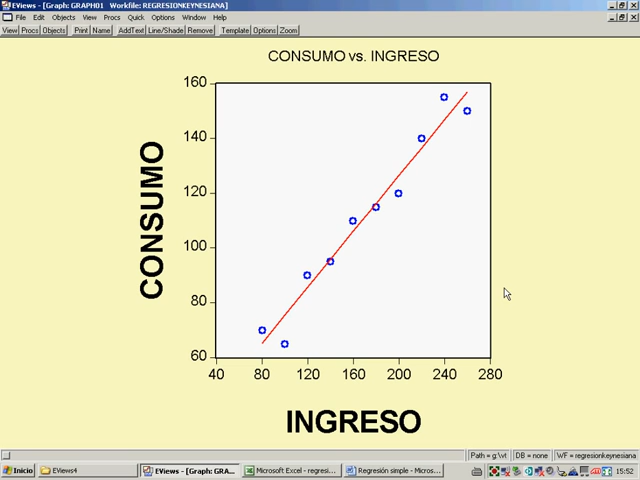 EViews - [Graph: GRAPH01   Workfile: REGRESIONKEYNESIANA]
File Edit Objects View Procs Quick Options Window Help
View Procs Objects Print Name AddText Line/Shade Remove Template Options Zoom
CONSUMO vs. INGRESO
160
140
120
100
80
60
CONSUMO
40 80 120 160 200 240 280
INGRESO
Path = g:\rt DB = none WF = regresionkeynesiana
Inicio EViews4 EViews - [Graph: GRA... Microsoft Excel - regresi... Regresión simple - Micros... 15:52